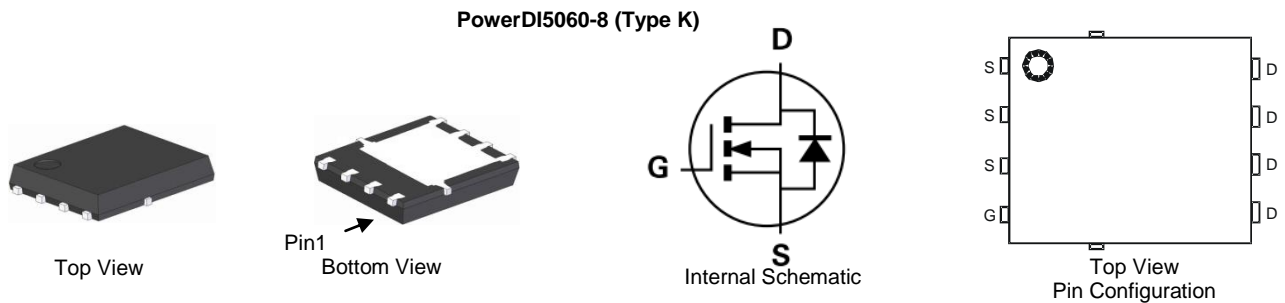 PowerDI5060-8 (Type K)
Top View
Pin1
Bottom View
D
G
S
Internal Schematic
S
S
S
G
D
D
D
D
Top View
Pin Configuration